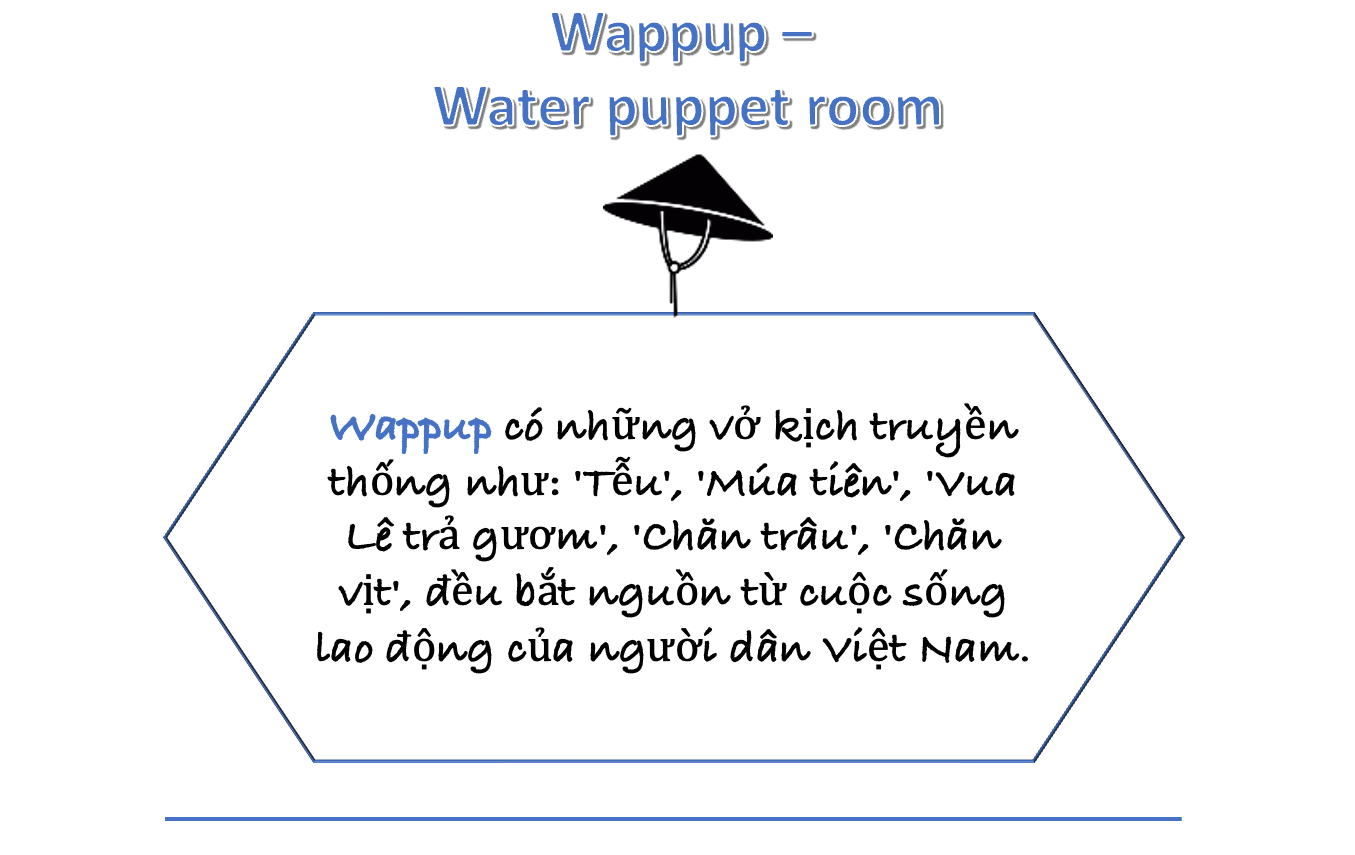 Wappup –
Water puppet room
Wappup có những vở kịch truyền
thống như: 'Tễu', 'Múa tiên', 'Vua
Lê trả gươm', 'Chăn trâu', 'Chăn
vịt', đều bắt nguồn từ cuộc sống
lao động của người dân Việt Nam.